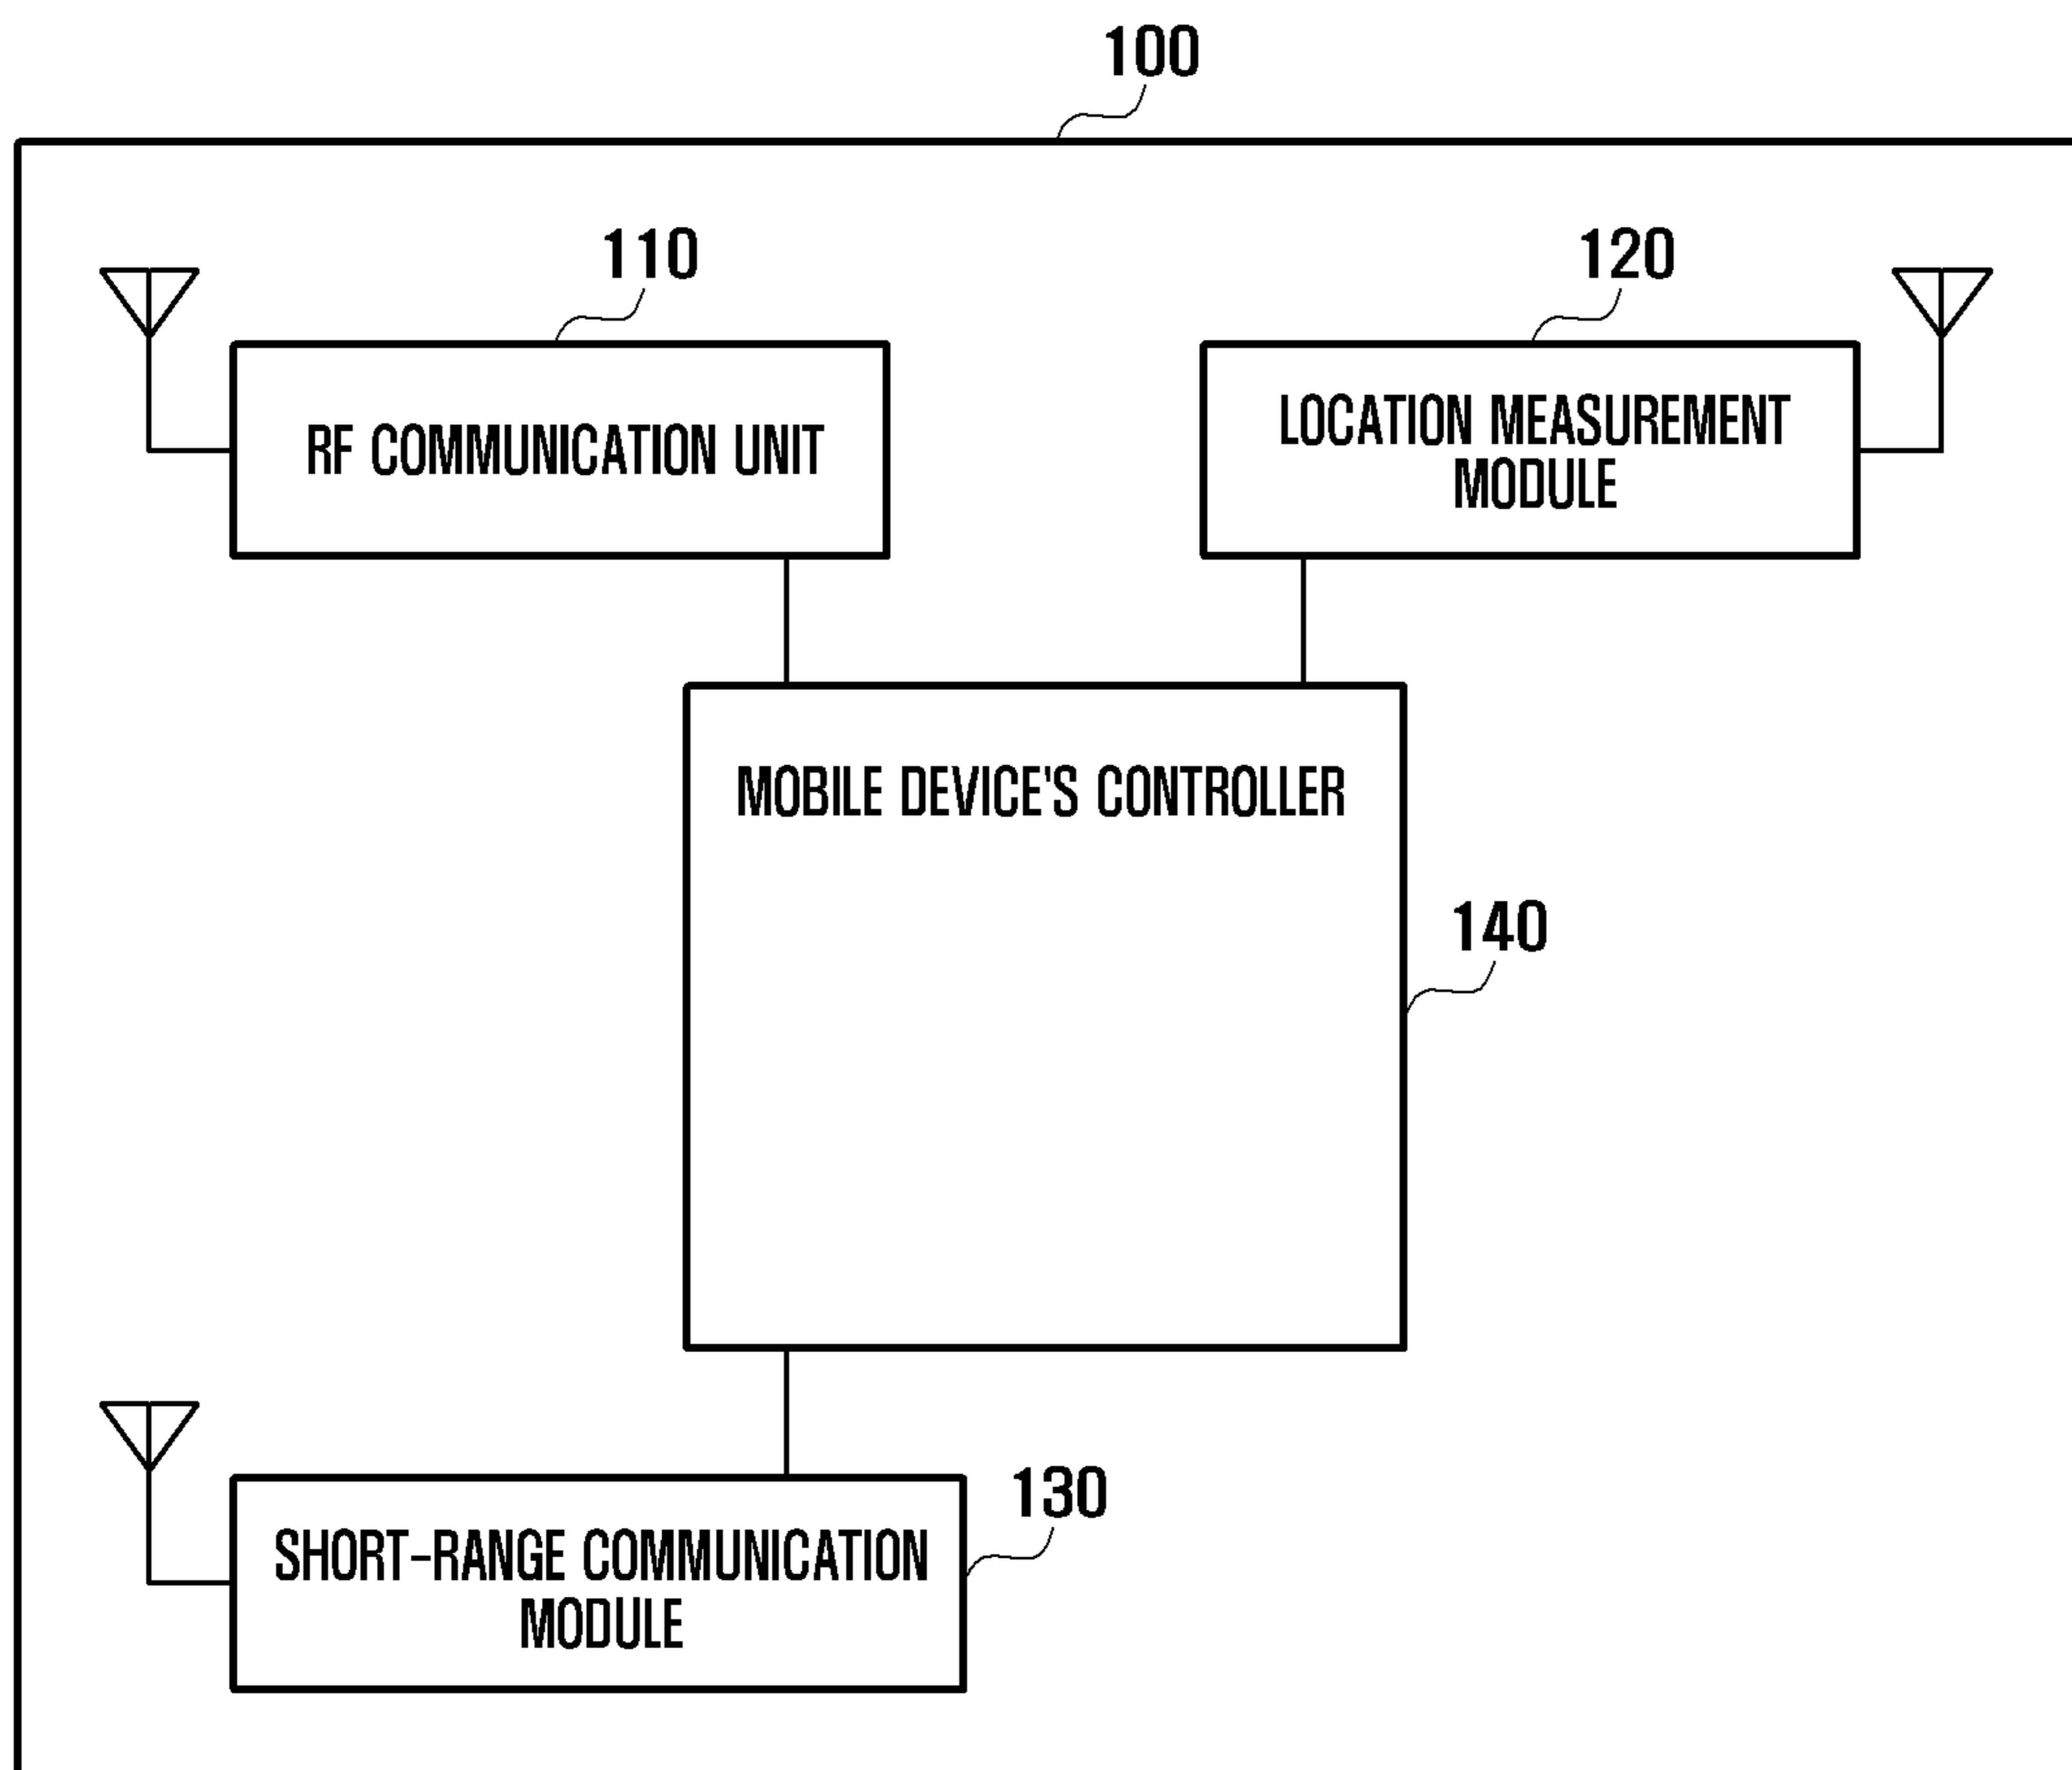 100
110
120
RF COMMUNICATION UNIT
LOCATION MEASUREMENT
MODULE
MOBILE DEVICE'S CONTROLLER
140
130
SHORT-RANGE COMMUNICATION
MODULE